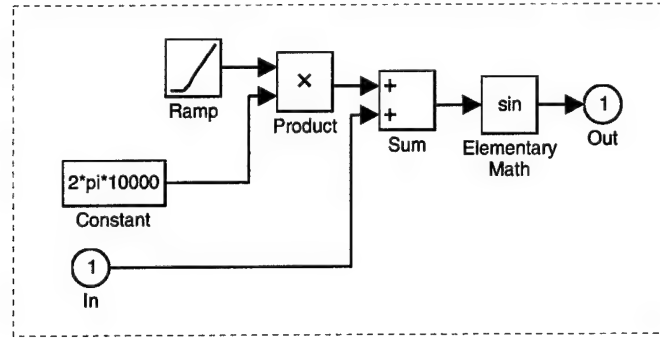 Ramp
×
Product
+
+
Sum
sin
Elementary
Math
1
Out
2*pi*10000
Constant
1
In